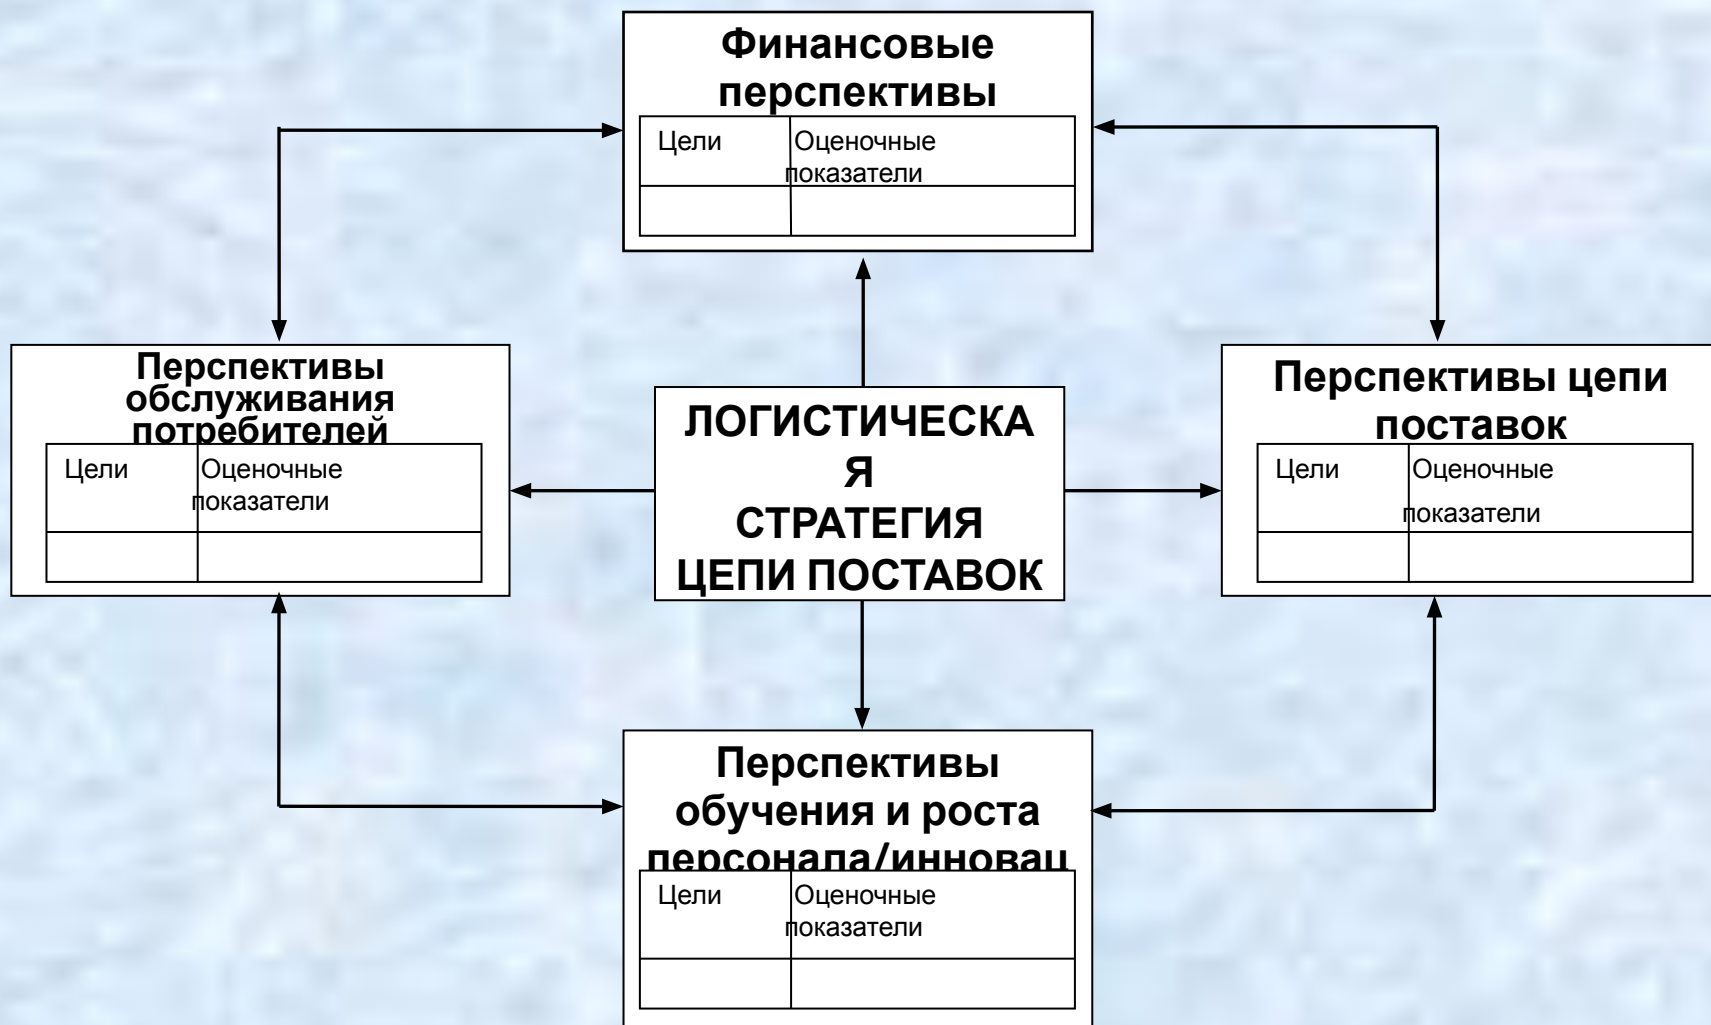 Финансовые
перспективы
Цели Оценочные
показатели
Перспективы
обслуживания
потребителей
Цели Оценочные
показатели
ЛОГИСТИЧЕСКА
Я
СТРАТЕГИЯ
ЦЕПИ ПОСТАВОК
Перспективы цепи
поставок
Цели Оценочные
показатели
Перспективы
обучения и роста
персонала/инновац
Цели Оценочные
показатели